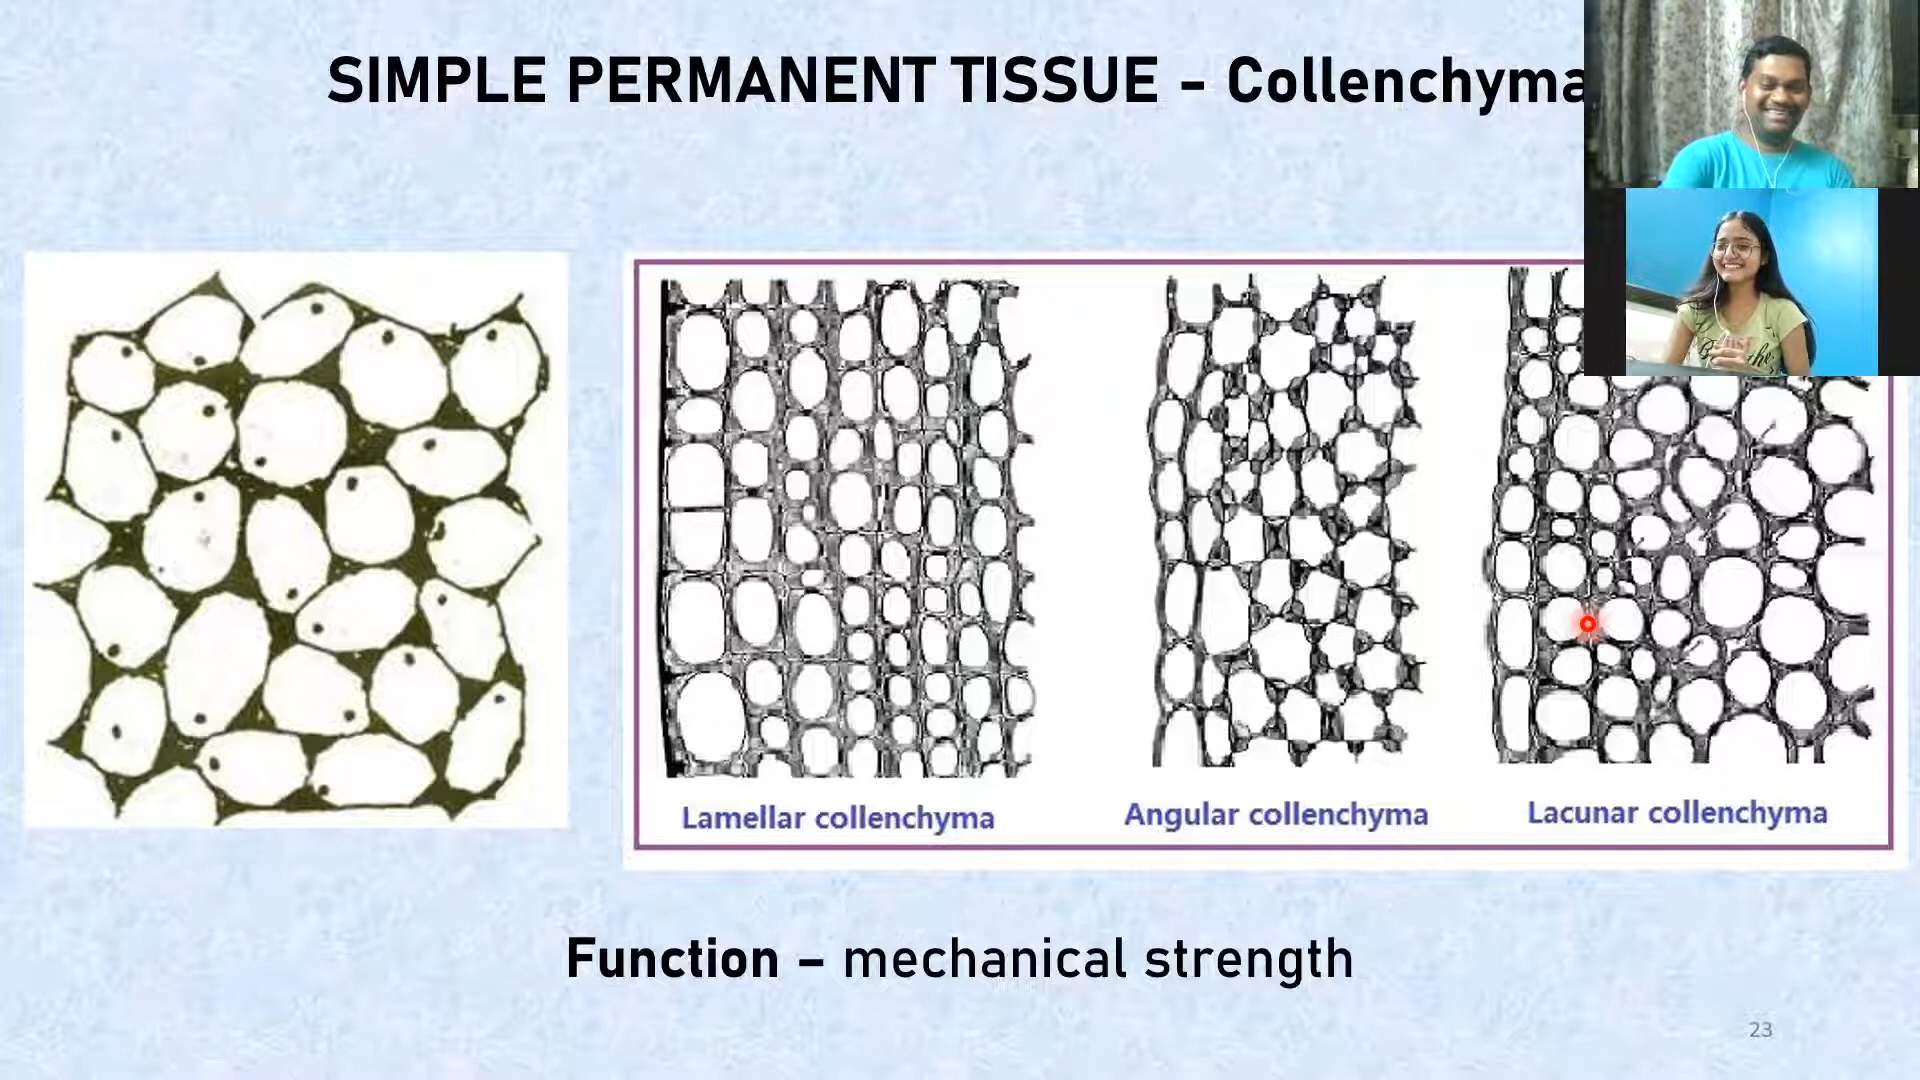 SIMPLE PERMANENT TISSUE - Collenchyma
Lamellar collenchyma
Angular collenchyma
Lacunar collenchyma
Function – mechanical strength
23